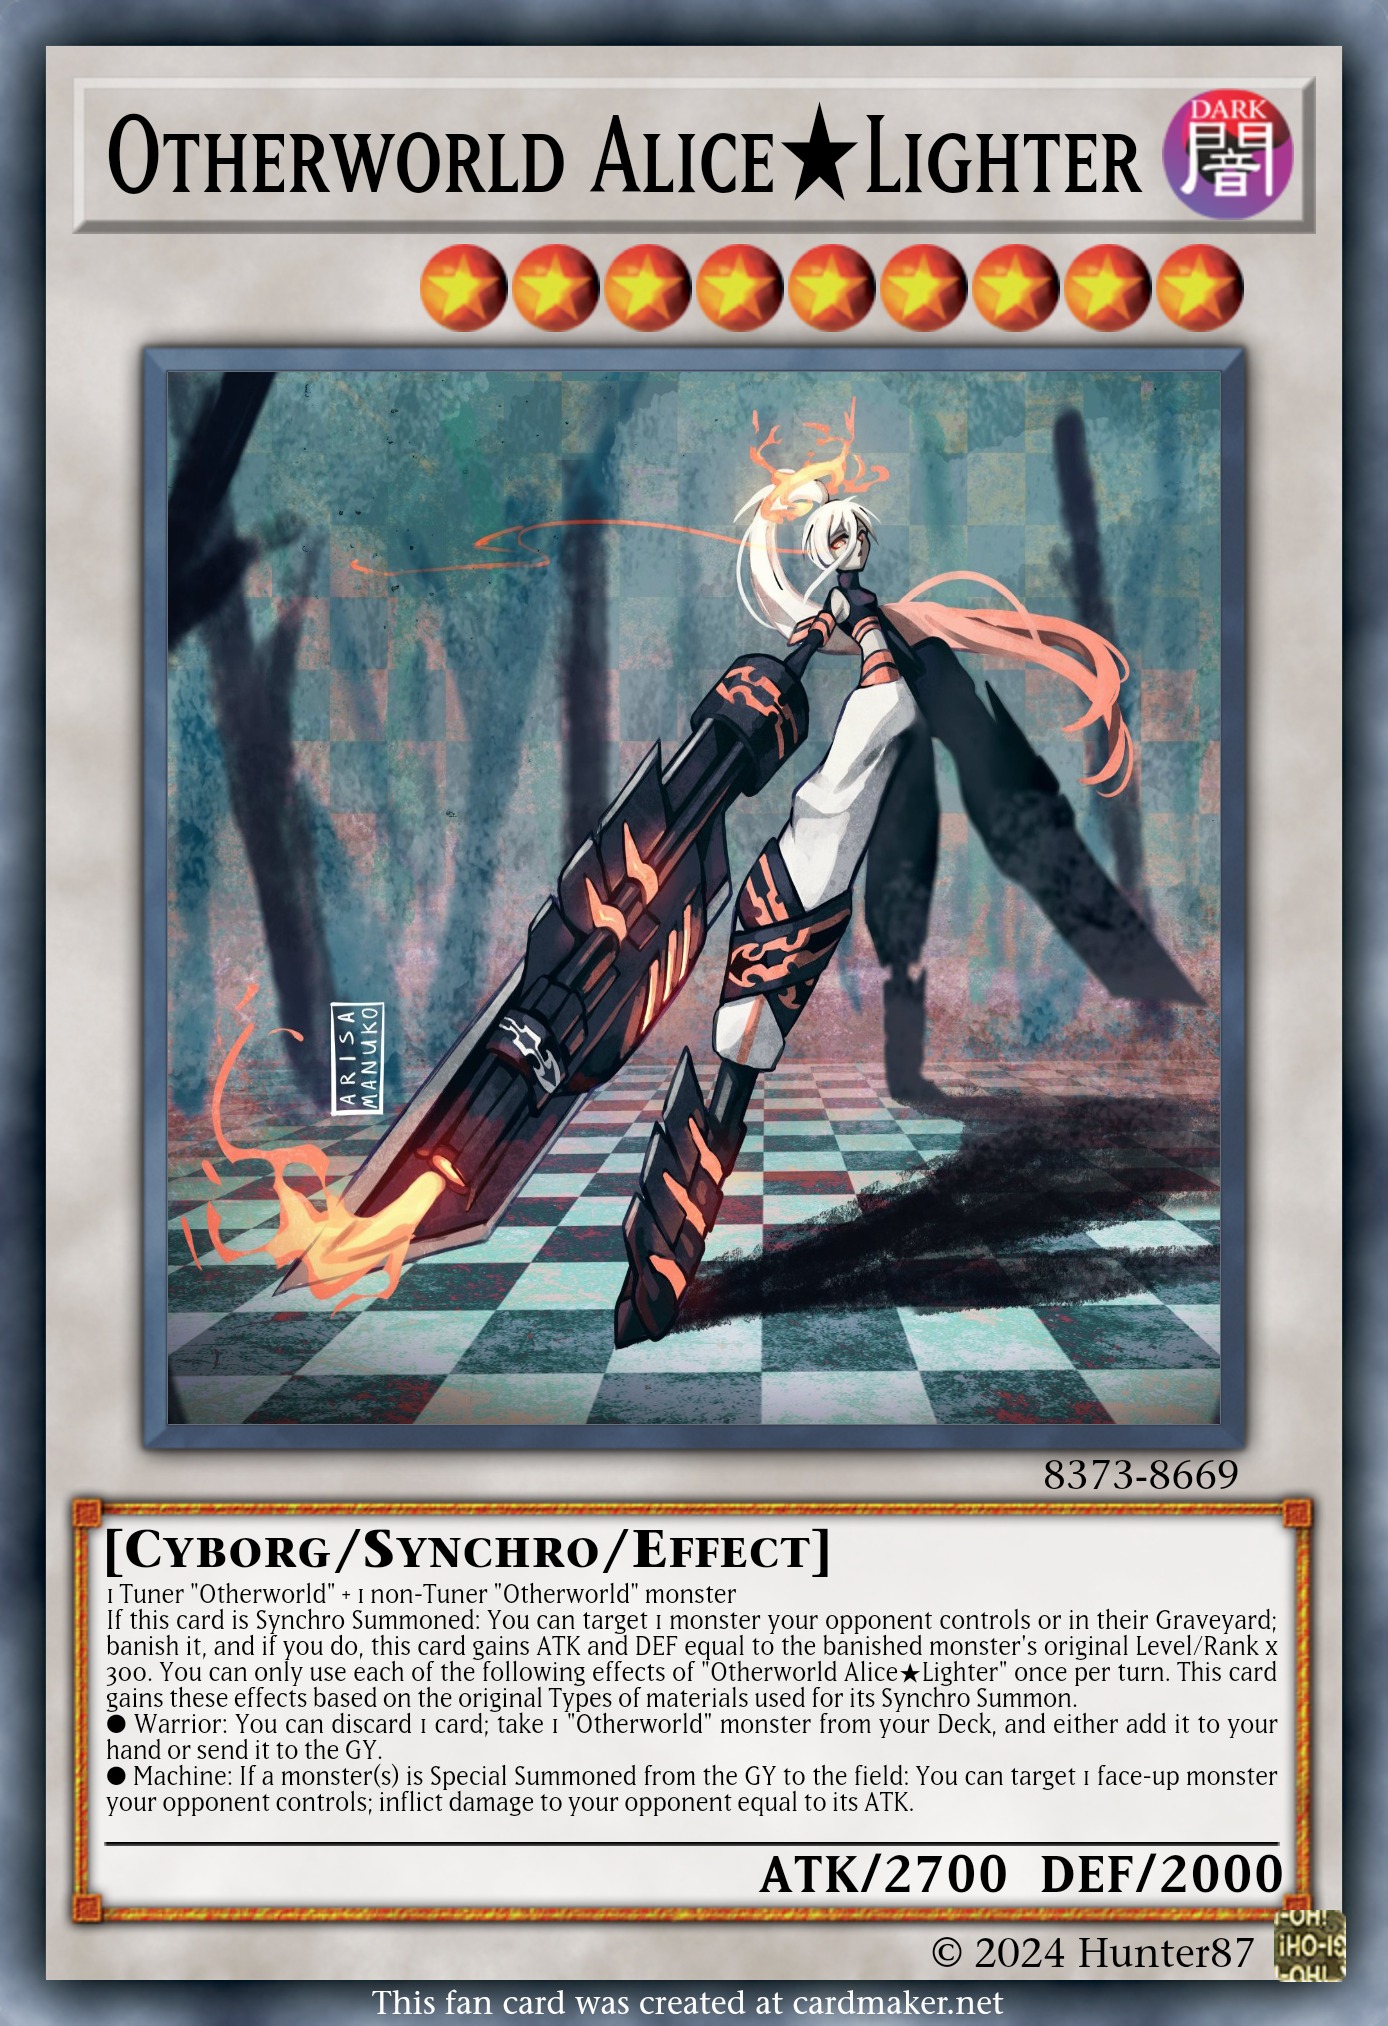 Otherworld Alice★Lighter
DARK
闇
ARISA
MANUKO
8373-8669
[Cyborg/Synchro/Effect]
1 Tuner "Otherworld" + 1 non-Tuner "Otherworld" monster
If this card is Synchro Summoned: You can target 1 monster your opponent controls or in their Graveyard;
banish it, and if you do, this card gains ATK and DEF equal to the banished monster's original Level/Rank x
300. You can only use each of the following effects of "Otherworld Alice★Lighter" once per turn. This card
gains these effects based on the original Types of materials used for its Synchro Summon.
● Warrior: You can discard 1 card; take 1 "Otherworld" monster from your Deck, and either add it to your
hand or send it to the GY.
● Machine: If a monster(s) is Special Summoned from the GY to the field: You can target 1 face-up monster
your opponent controls; inflict damage to your opponent equal to its ATK.
ATK/2700 DEF/2000
© 2024 Hunter87
This fan card was created at cardmaker.net